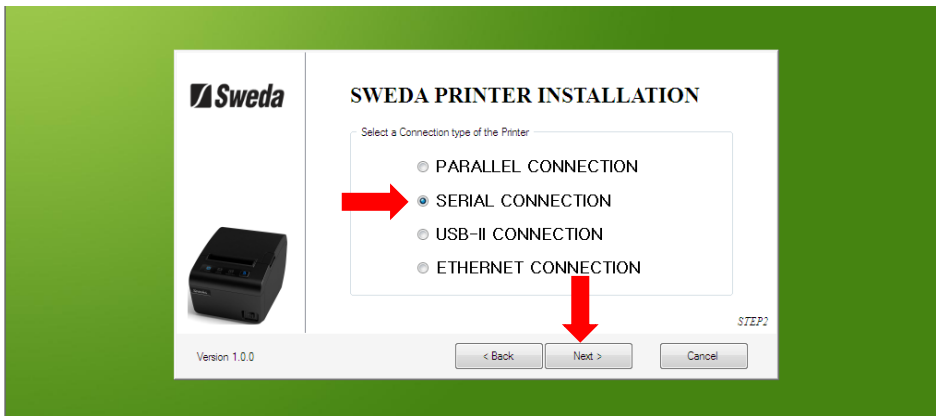 Sweda
SWEDA PRINTER INSTALLATION
Select a Connection type of the Printer
PARALLEL CONNECTION
SERIAL CONNECTION
USB-II CONNECTION
ETHERNET CONNECTION
STEP2
Version 1.0.0
< Back
Next >
Cancel